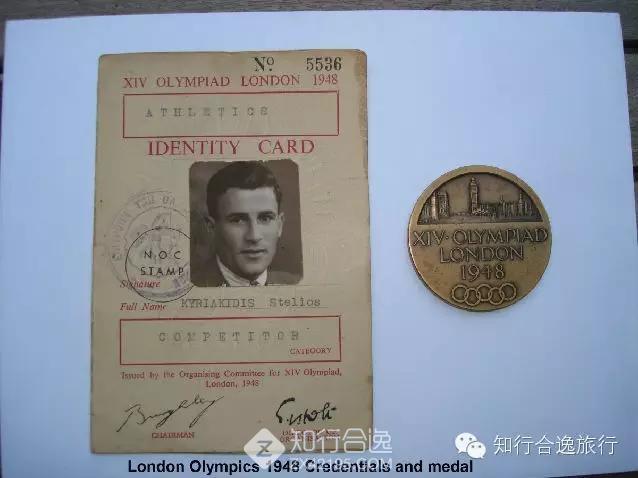 No. 5536
XIV OLYMPIAD LONDON 1948
ATHLETICS
IDENTITY CARD
N.O.C
STAMP
Signature
Full Name KYRIAKIDIS Stelios
COMPETITOR
CATEGORY
Issued by the Organising Committee for XIV Olympiad,
London, 1948
CHAIRMAN
XIV·OLYMPIAD
LONDON
1948
知行合逸
知行合逸旅行
London Olympics 1948 Credentials and medal